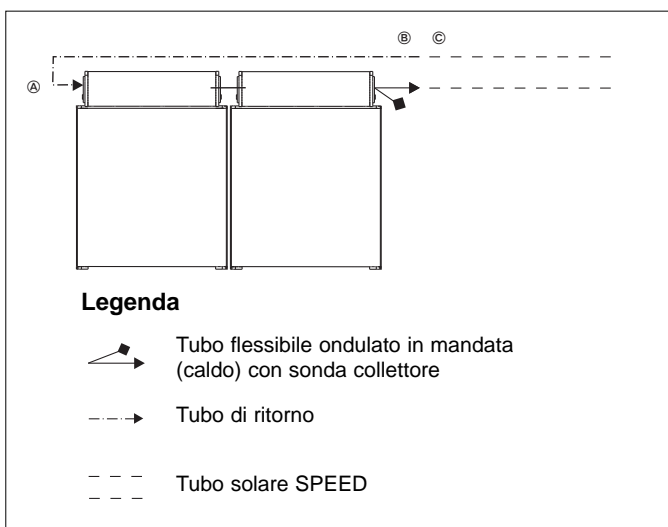 Ⓑ Ⓒ
Ⓐ
Legenda
Tubo flessibile ondulato in mandata
(caldo) con sonda collettore
Tubo di ritorno
Tubo solare SPEED